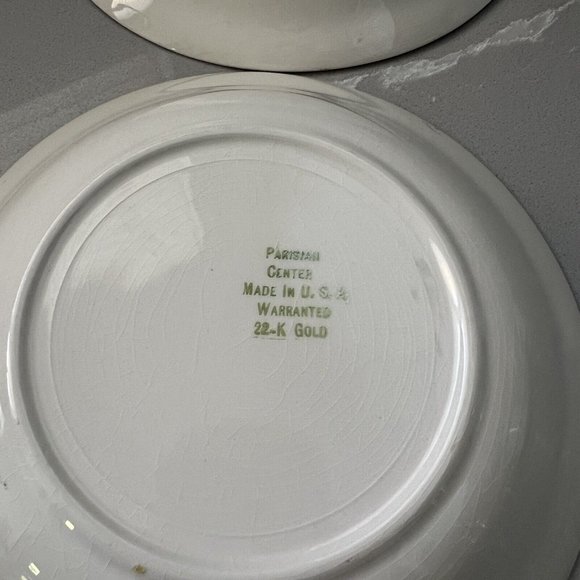 PARISIAN
CENTER
MADE IN U. S. A
WARRANTED
22-K GOLD